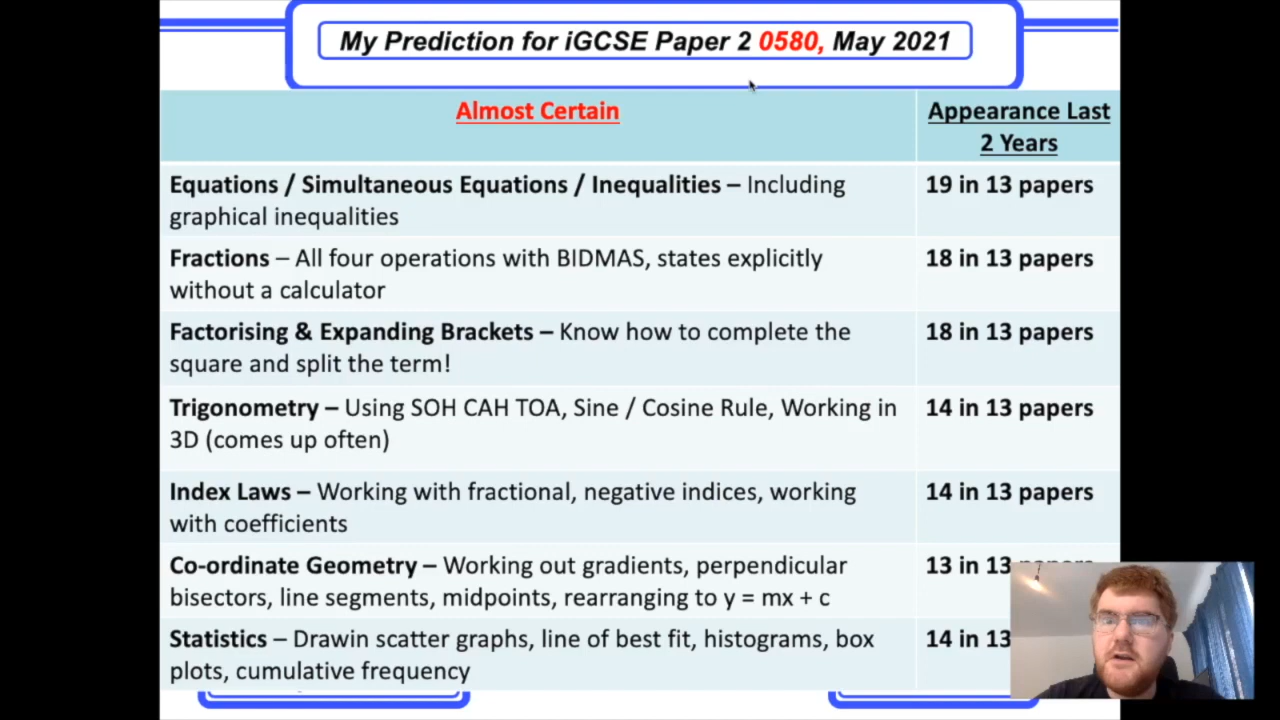 My Prediction for iGCSE Paper 2 0580, May 2021
Almost Certain
Appearance Last
2 Years
Equations / Simultaneous Equations / Inequalities – Including
graphical inequalities
19 in 13 papers
Fractions – All four operations with BIDMAS, states explicitly
without a calculator
18 in 13 papers
Factorising & Expanding Brackets – Know how to complete the
square and split the term!
18 in 13 papers
Trigonometry – Using SOH CAH TOA, Sine / Cosine Rule, Working in
3D (comes up often)
14 in 13 papers
Index Laws – Working with fractional, negative indices, working
with coefficients
14 in 13 papers
Co-ordinate Geometry – Working out gradients, perpendicular
bisectors, line segments, midpoints, rearranging to y = mx + c
13 in 13
Statistics – Drawin scatter graphs, line of best fit, histograms, box
plots, cumulative frequency
14 in 13